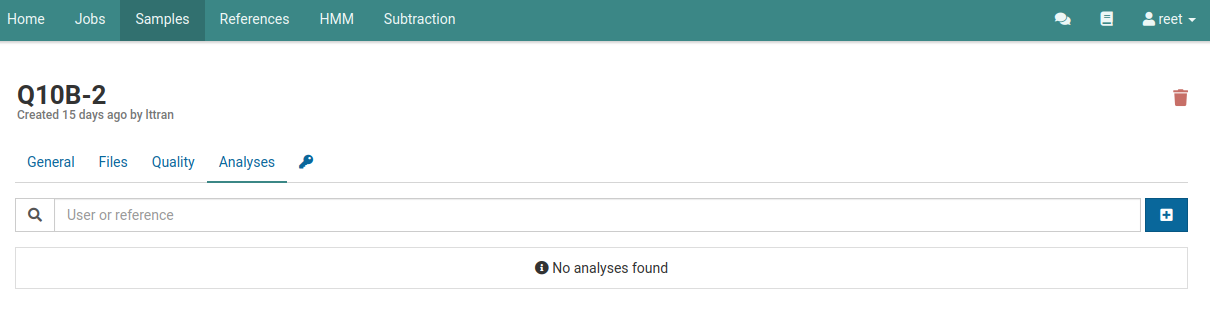 Home Jobs Samples References HMM Subtraction reet
Q10B-2
Created 15 days ago by lttran
General Files Quality Analyses
User or reference
No analyses found